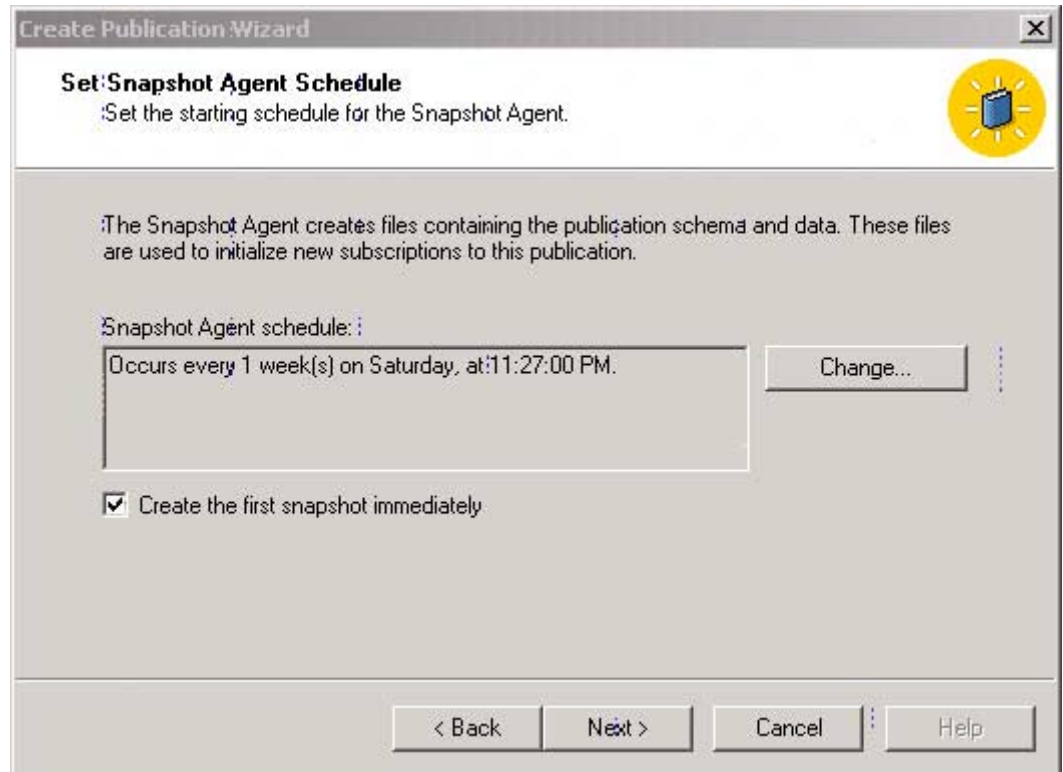 Create Publication Wizard
Set Snapshot Agent Schedule
Set the starting schedule for the Snapshot Agent.
The Snapshot Agent creates files containing the publication schema and data. These files
are used to initialize new subscriptions to this publication.
Snapshot Agent schedule:
Occurs every 1 week(s) on Saturday, at 11:27:00 PM.
Change...
Create the first snapshot immediately
< Back
Next >
Cancel
Help